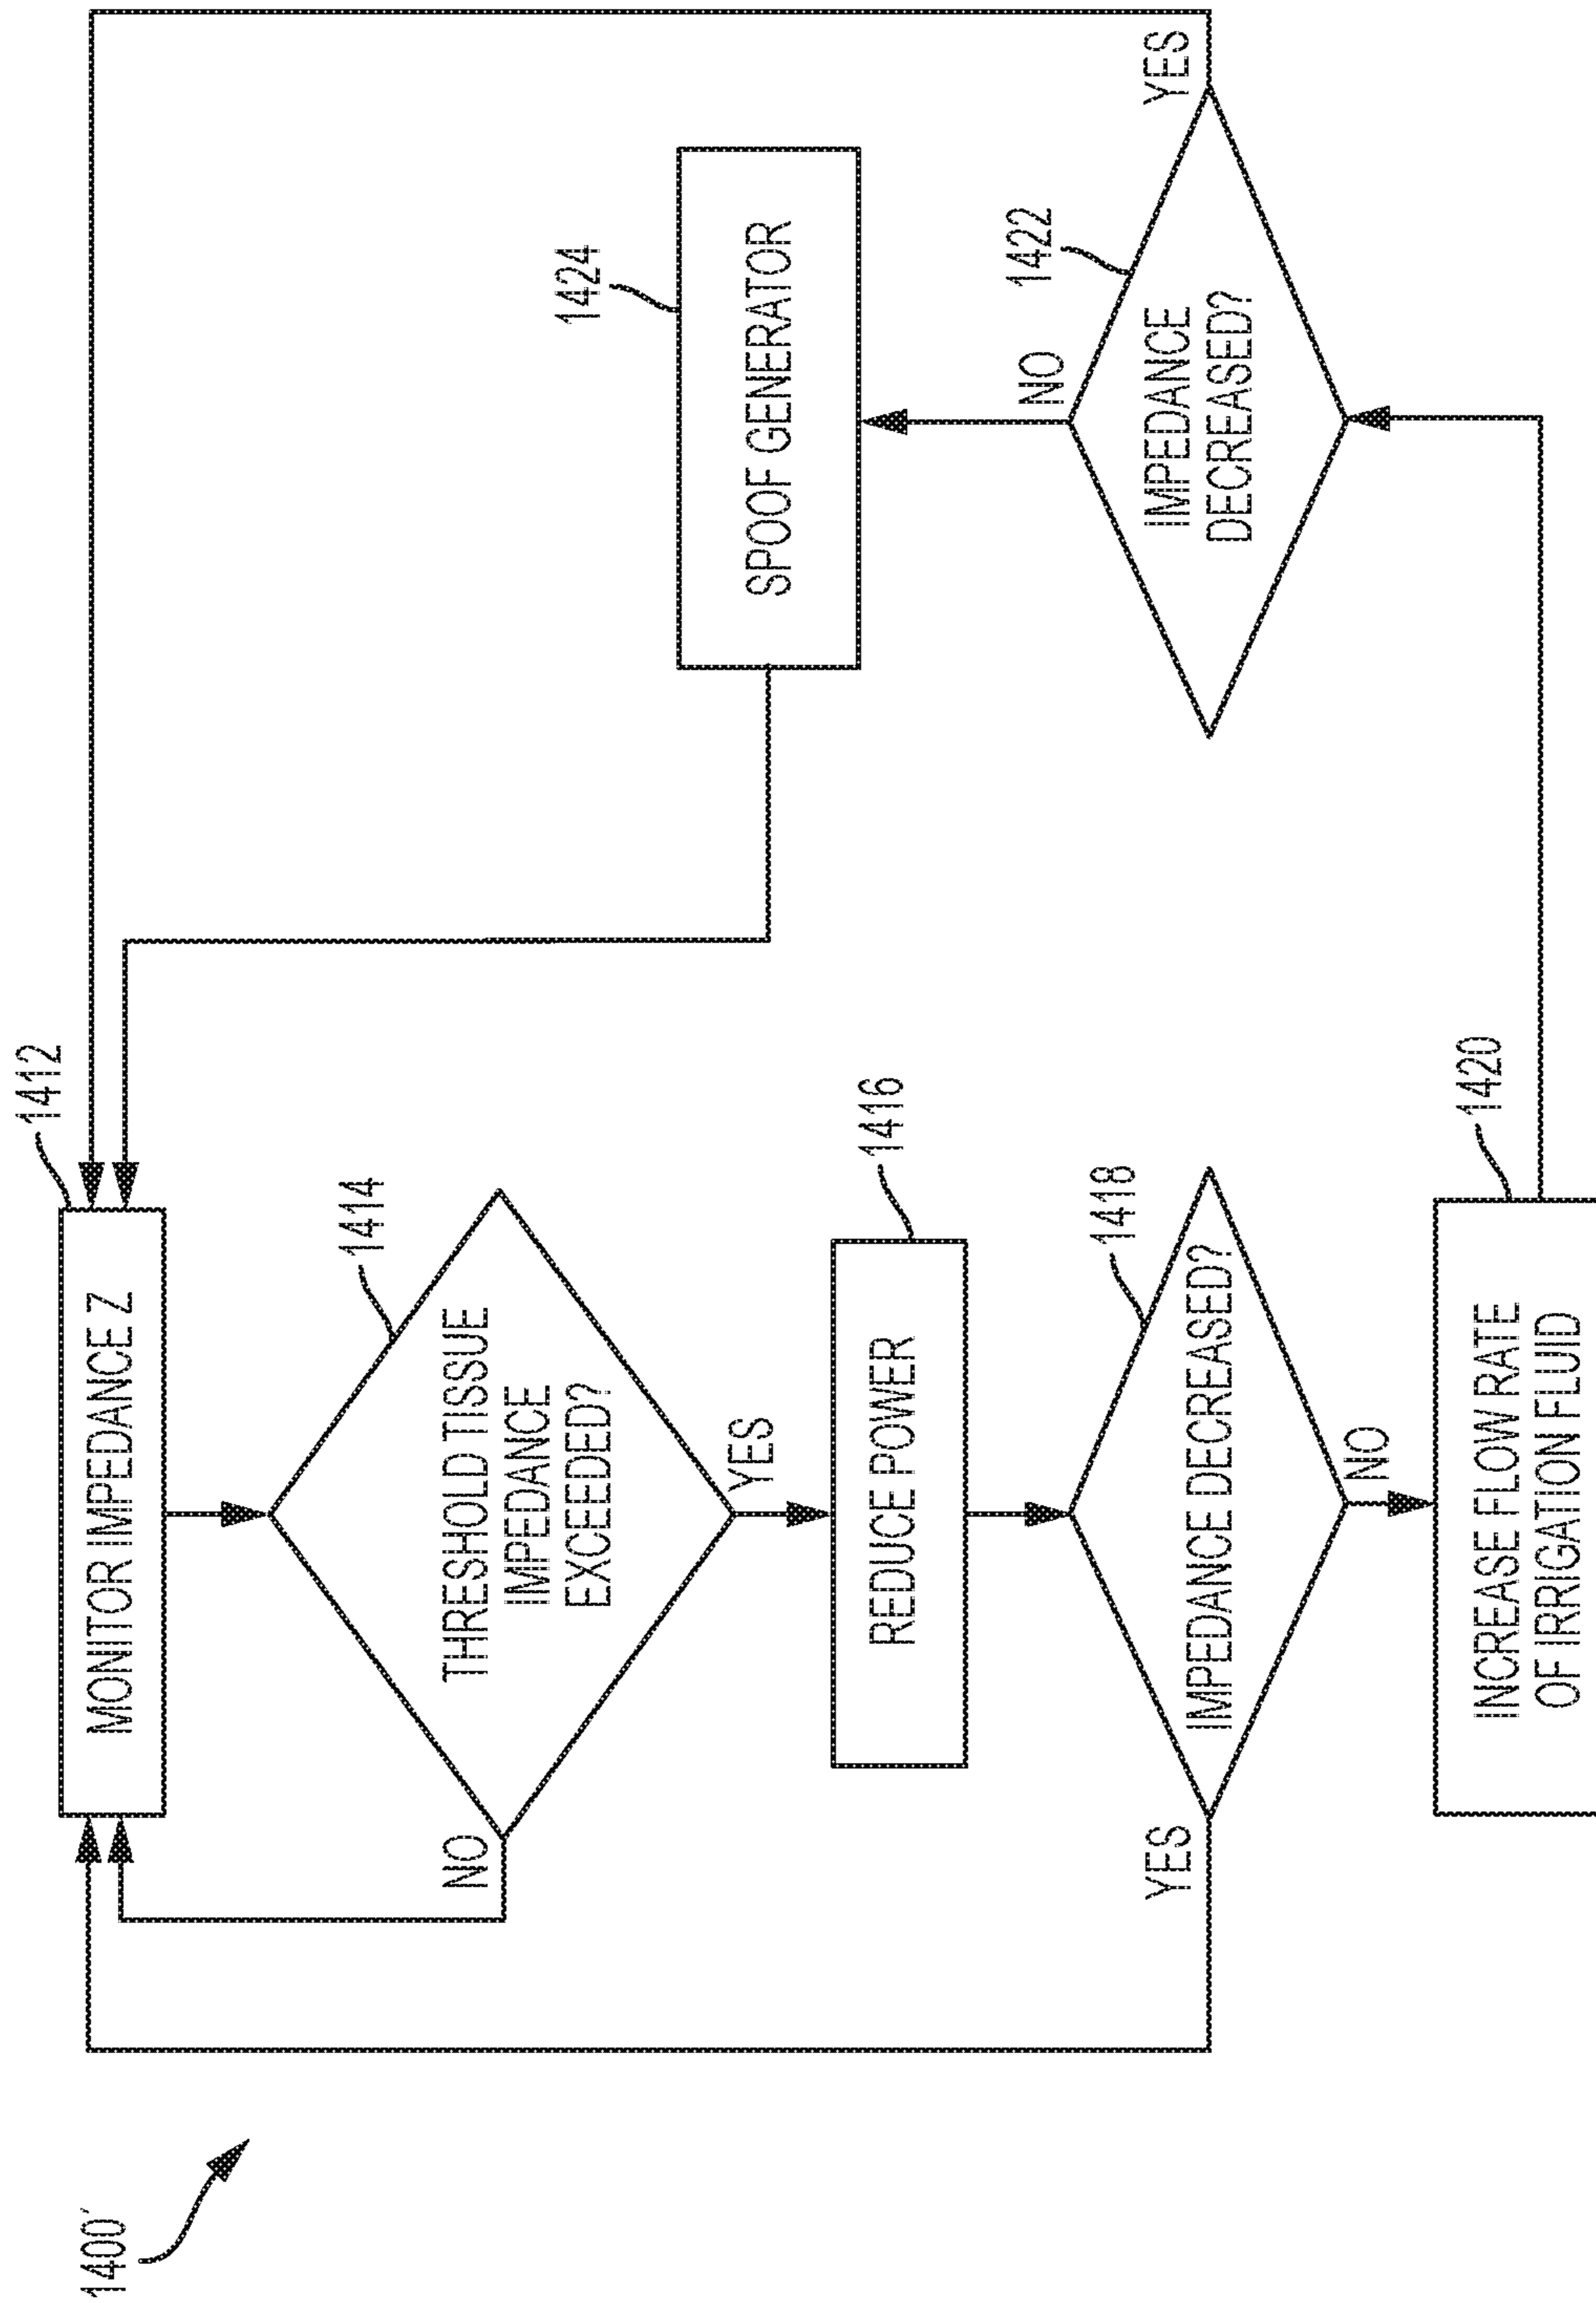 1400′
MONITOR IMPEDANCE Z
1412
THRESHOLD TISSUE
IMPEDANCE
EXCEEDED?
1414
NO
YES
REDUCE POWER
1416
IMPEDANCE DECREASED?
1418
YES
NO
INCREASE FLOW RATE
OF IRRIGATION FLUID
1420
SPOOF GENERATOR
1424
NO
IMPEDANCE
DECREASED?
1422
YES